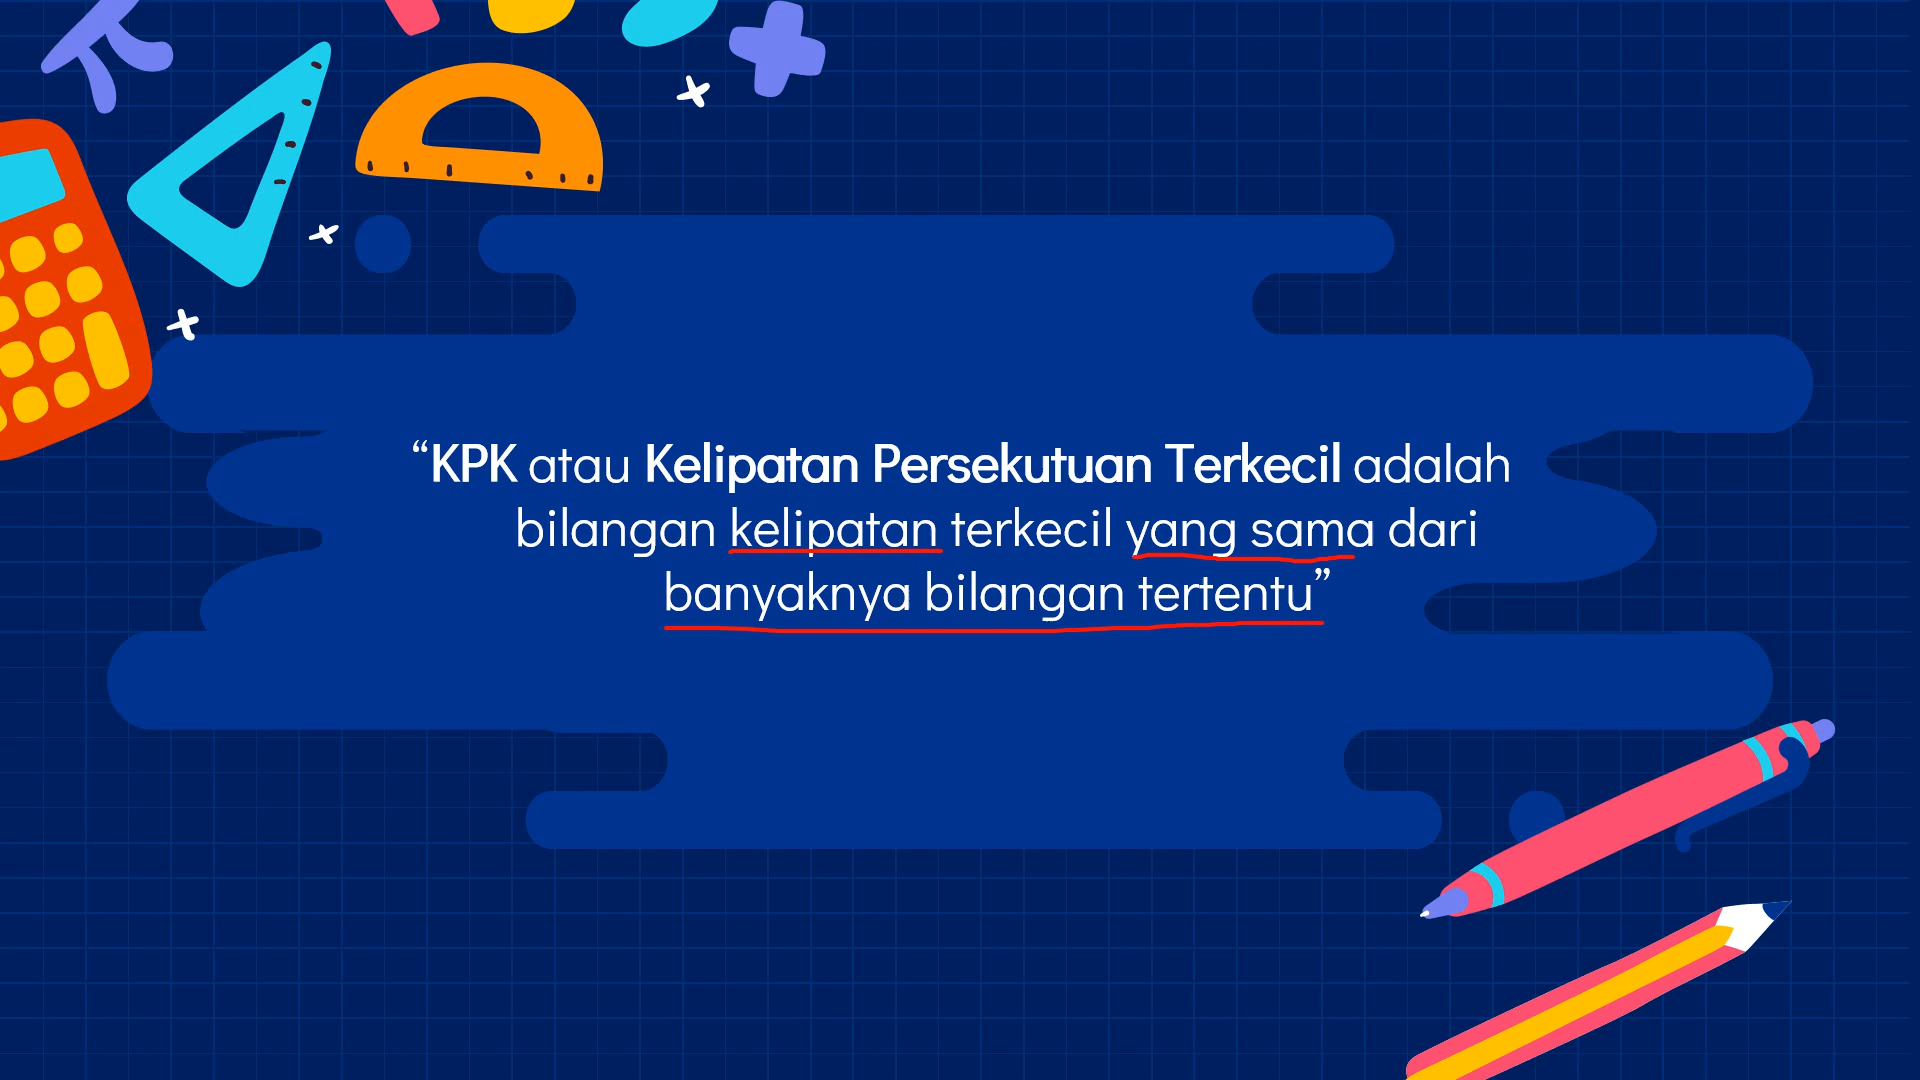 “KPK atau Kelipatan Persekutuan Terkecil adalah
bilangan kelipatan terkecil yang sama dari
banyaknya bilangan tertentu”